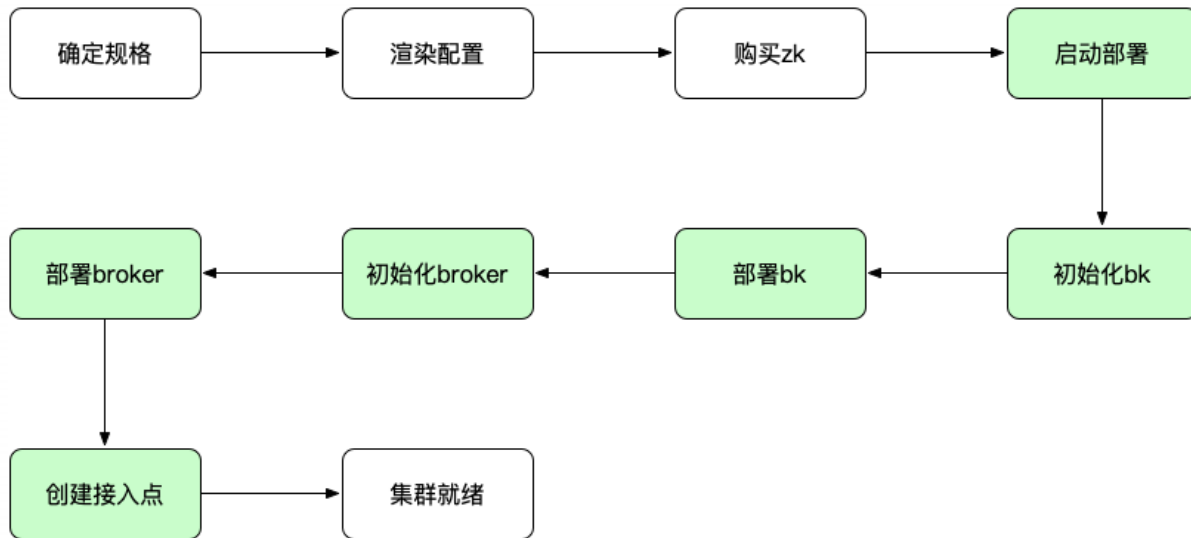 确定规格
渲染配置
购买zk
启动部署
部署broker
初始化broker
部署bk
初始化bk
创建接入点
集群就绪